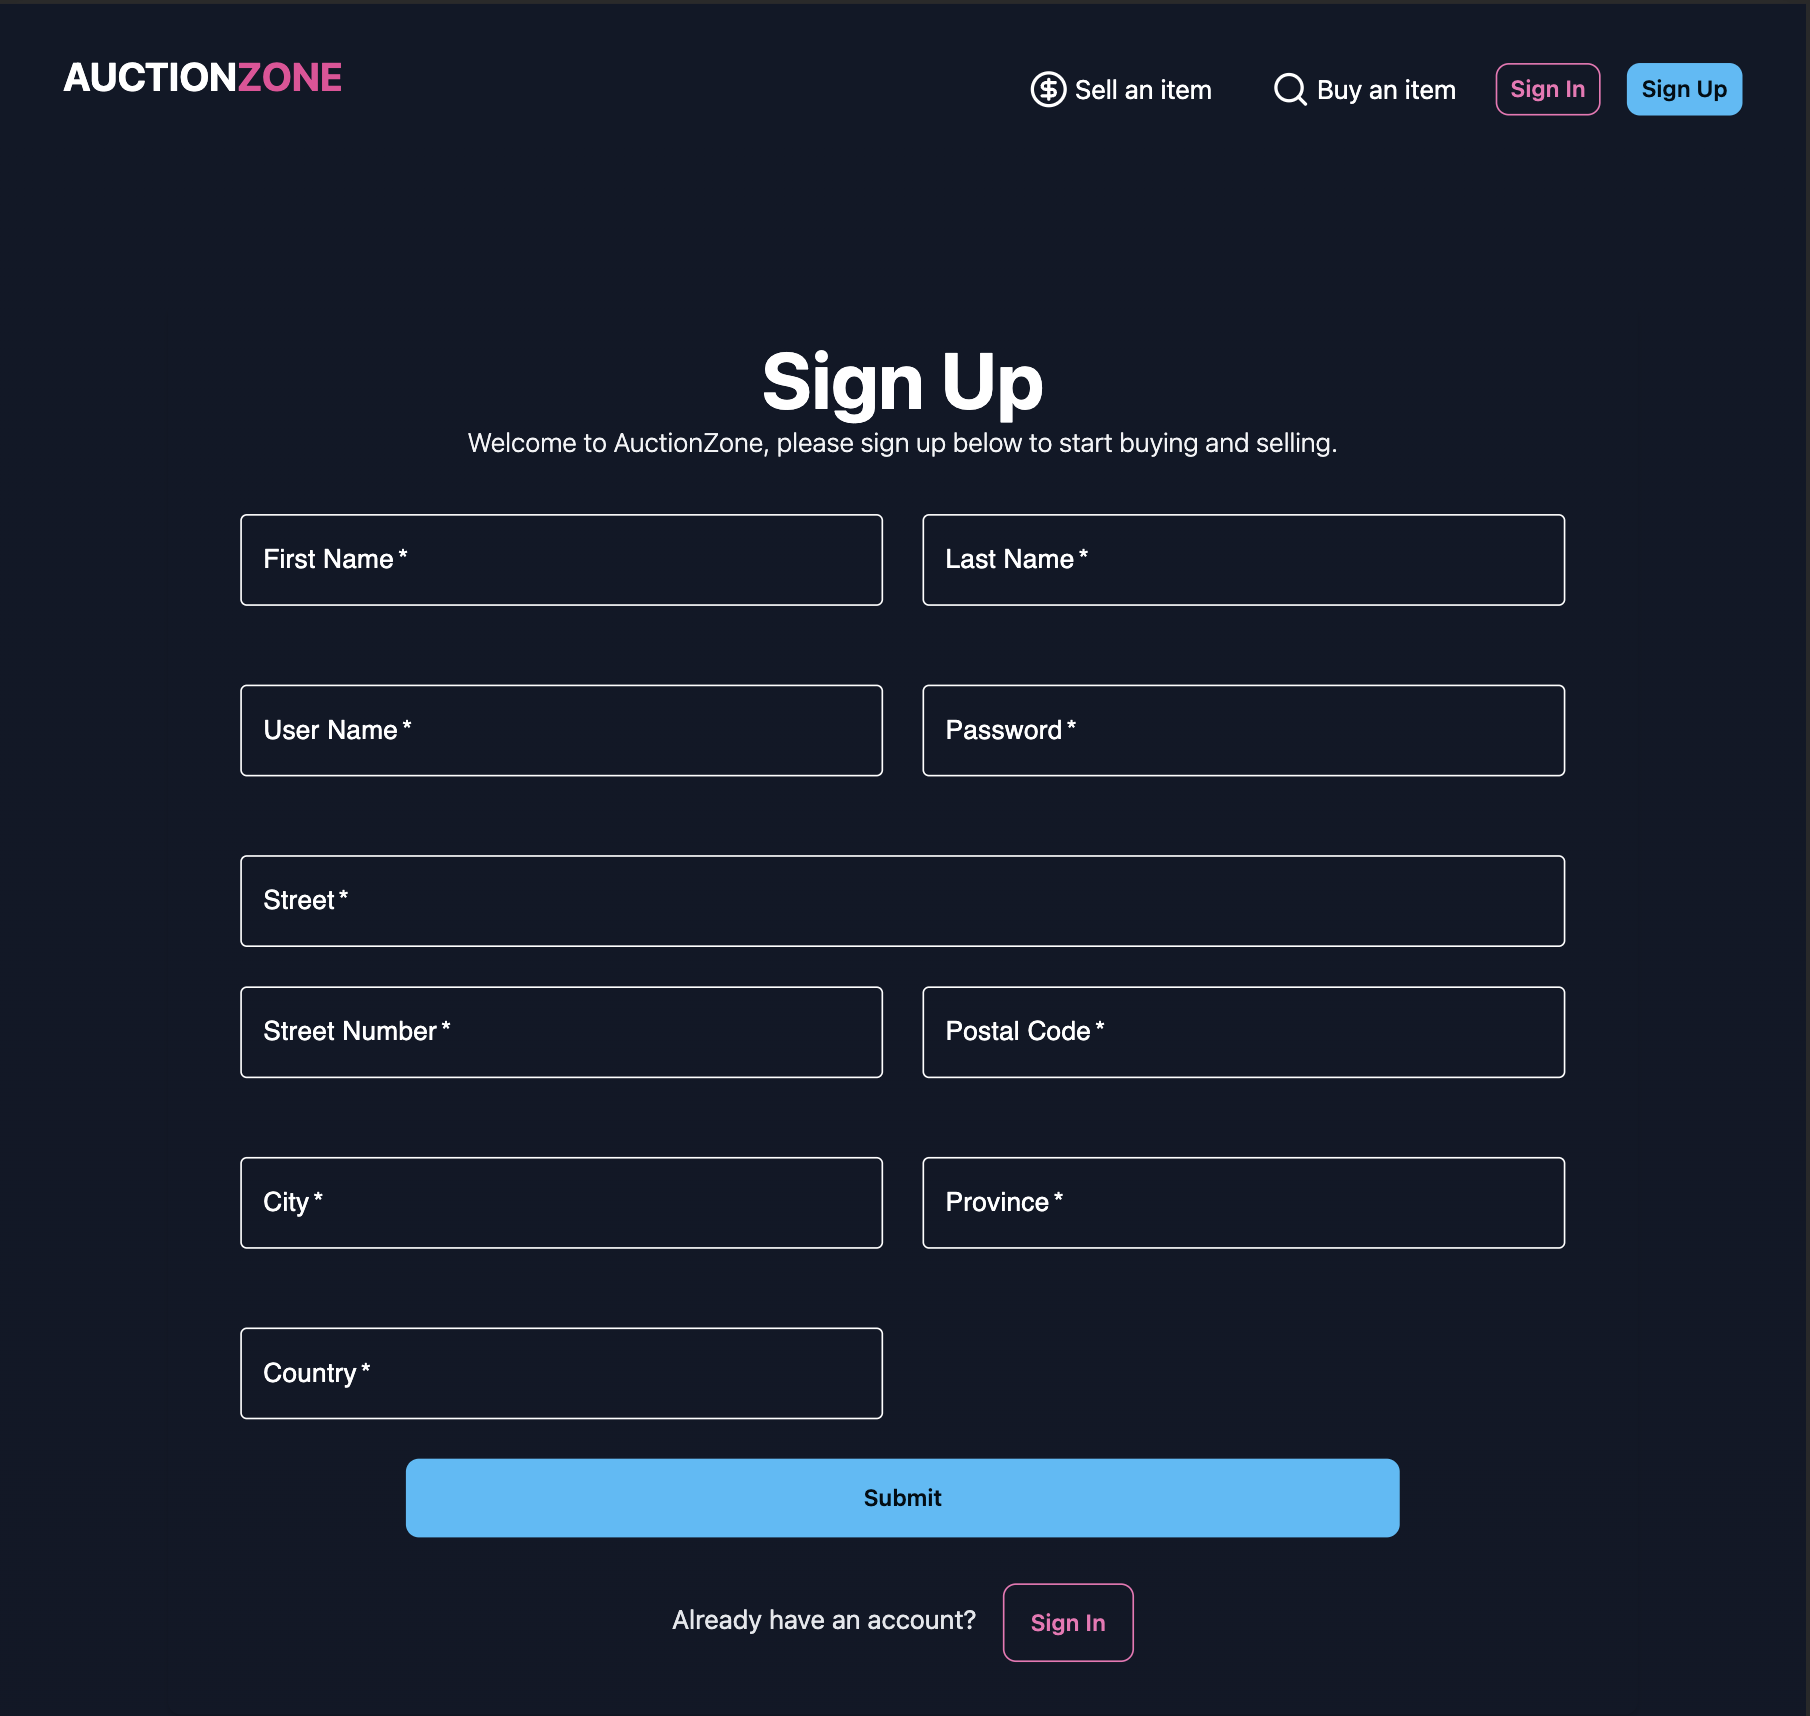 AUCTIONZONE
Sell an item
Buy an item
Sign In
Sign Up
Sign Up
Welcome to AuctionZone, please sign up below to start buying and selling.
First Name *
Last Name *
User Name *
Password *
Street *
Street Number *
Postal Code *
City *
Province *
Country *
Submit
Already have an account?
Sign In